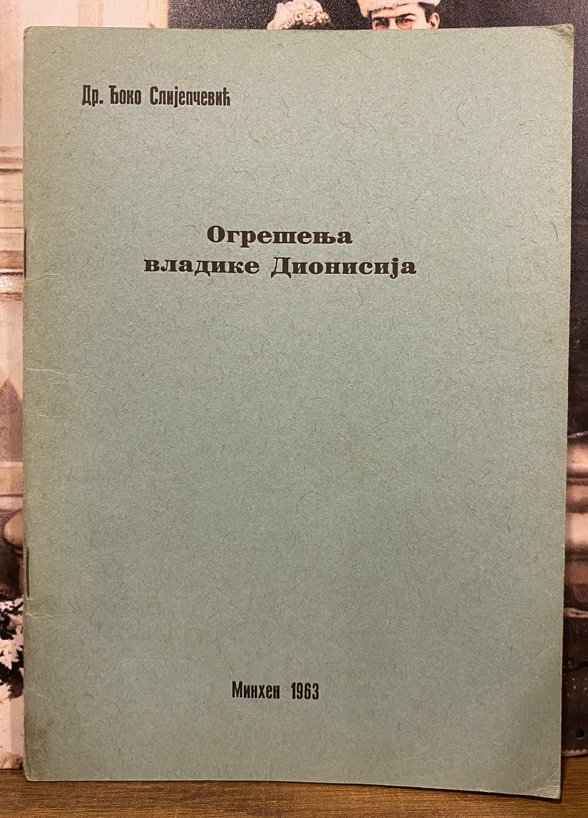 Др. Ђоко Слијепчевић
Огрешења
владике Дионисија
Минхен 1963